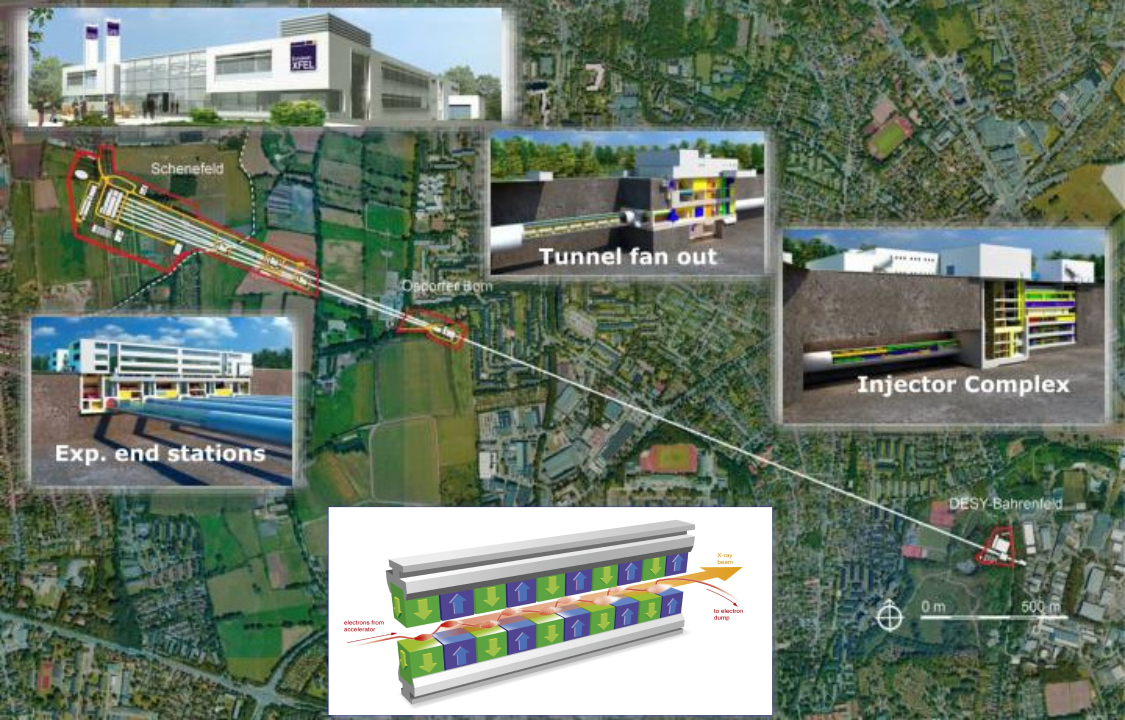 European
XFEL
Schenefeld
Tunnel fan out
Osdorfer Born
Injector Complex
Exp. end stations
DESY-Bahrenfeld
0 m
500 m
X-ray
beam
electrons from
accelerator
to electron
dump